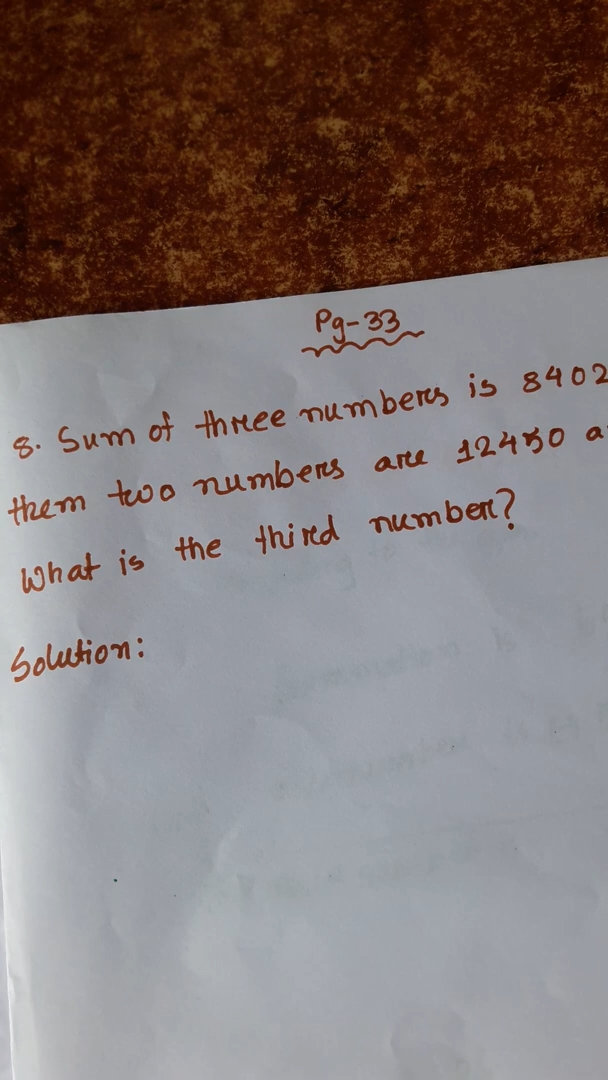 Pg-33
8. Sum of three numbers is 8402
them two numbers are 12450 a
What is the third number?
Solution: